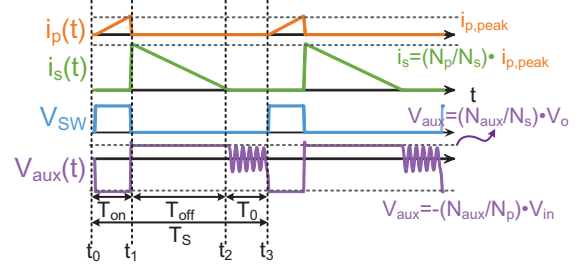 i_p(t)
i_p,peak
i_s(t)
i_s=(N_p/N_s)• i_p,peak
t
V_SW
V_aux=(N_aux/N_s)•V_o
V_aux(t)
T_on
T_off
T_0
V_aux=-(N_aux/N_p)•V_in
T_S
t_0
t_1
t_2
t_3